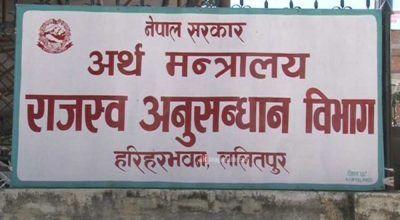 नेपाल सरकार
अर्थ मन्त्रालय
राजस्व अनुसन्धान विभाग
हरिहरभवन, ललितपुर